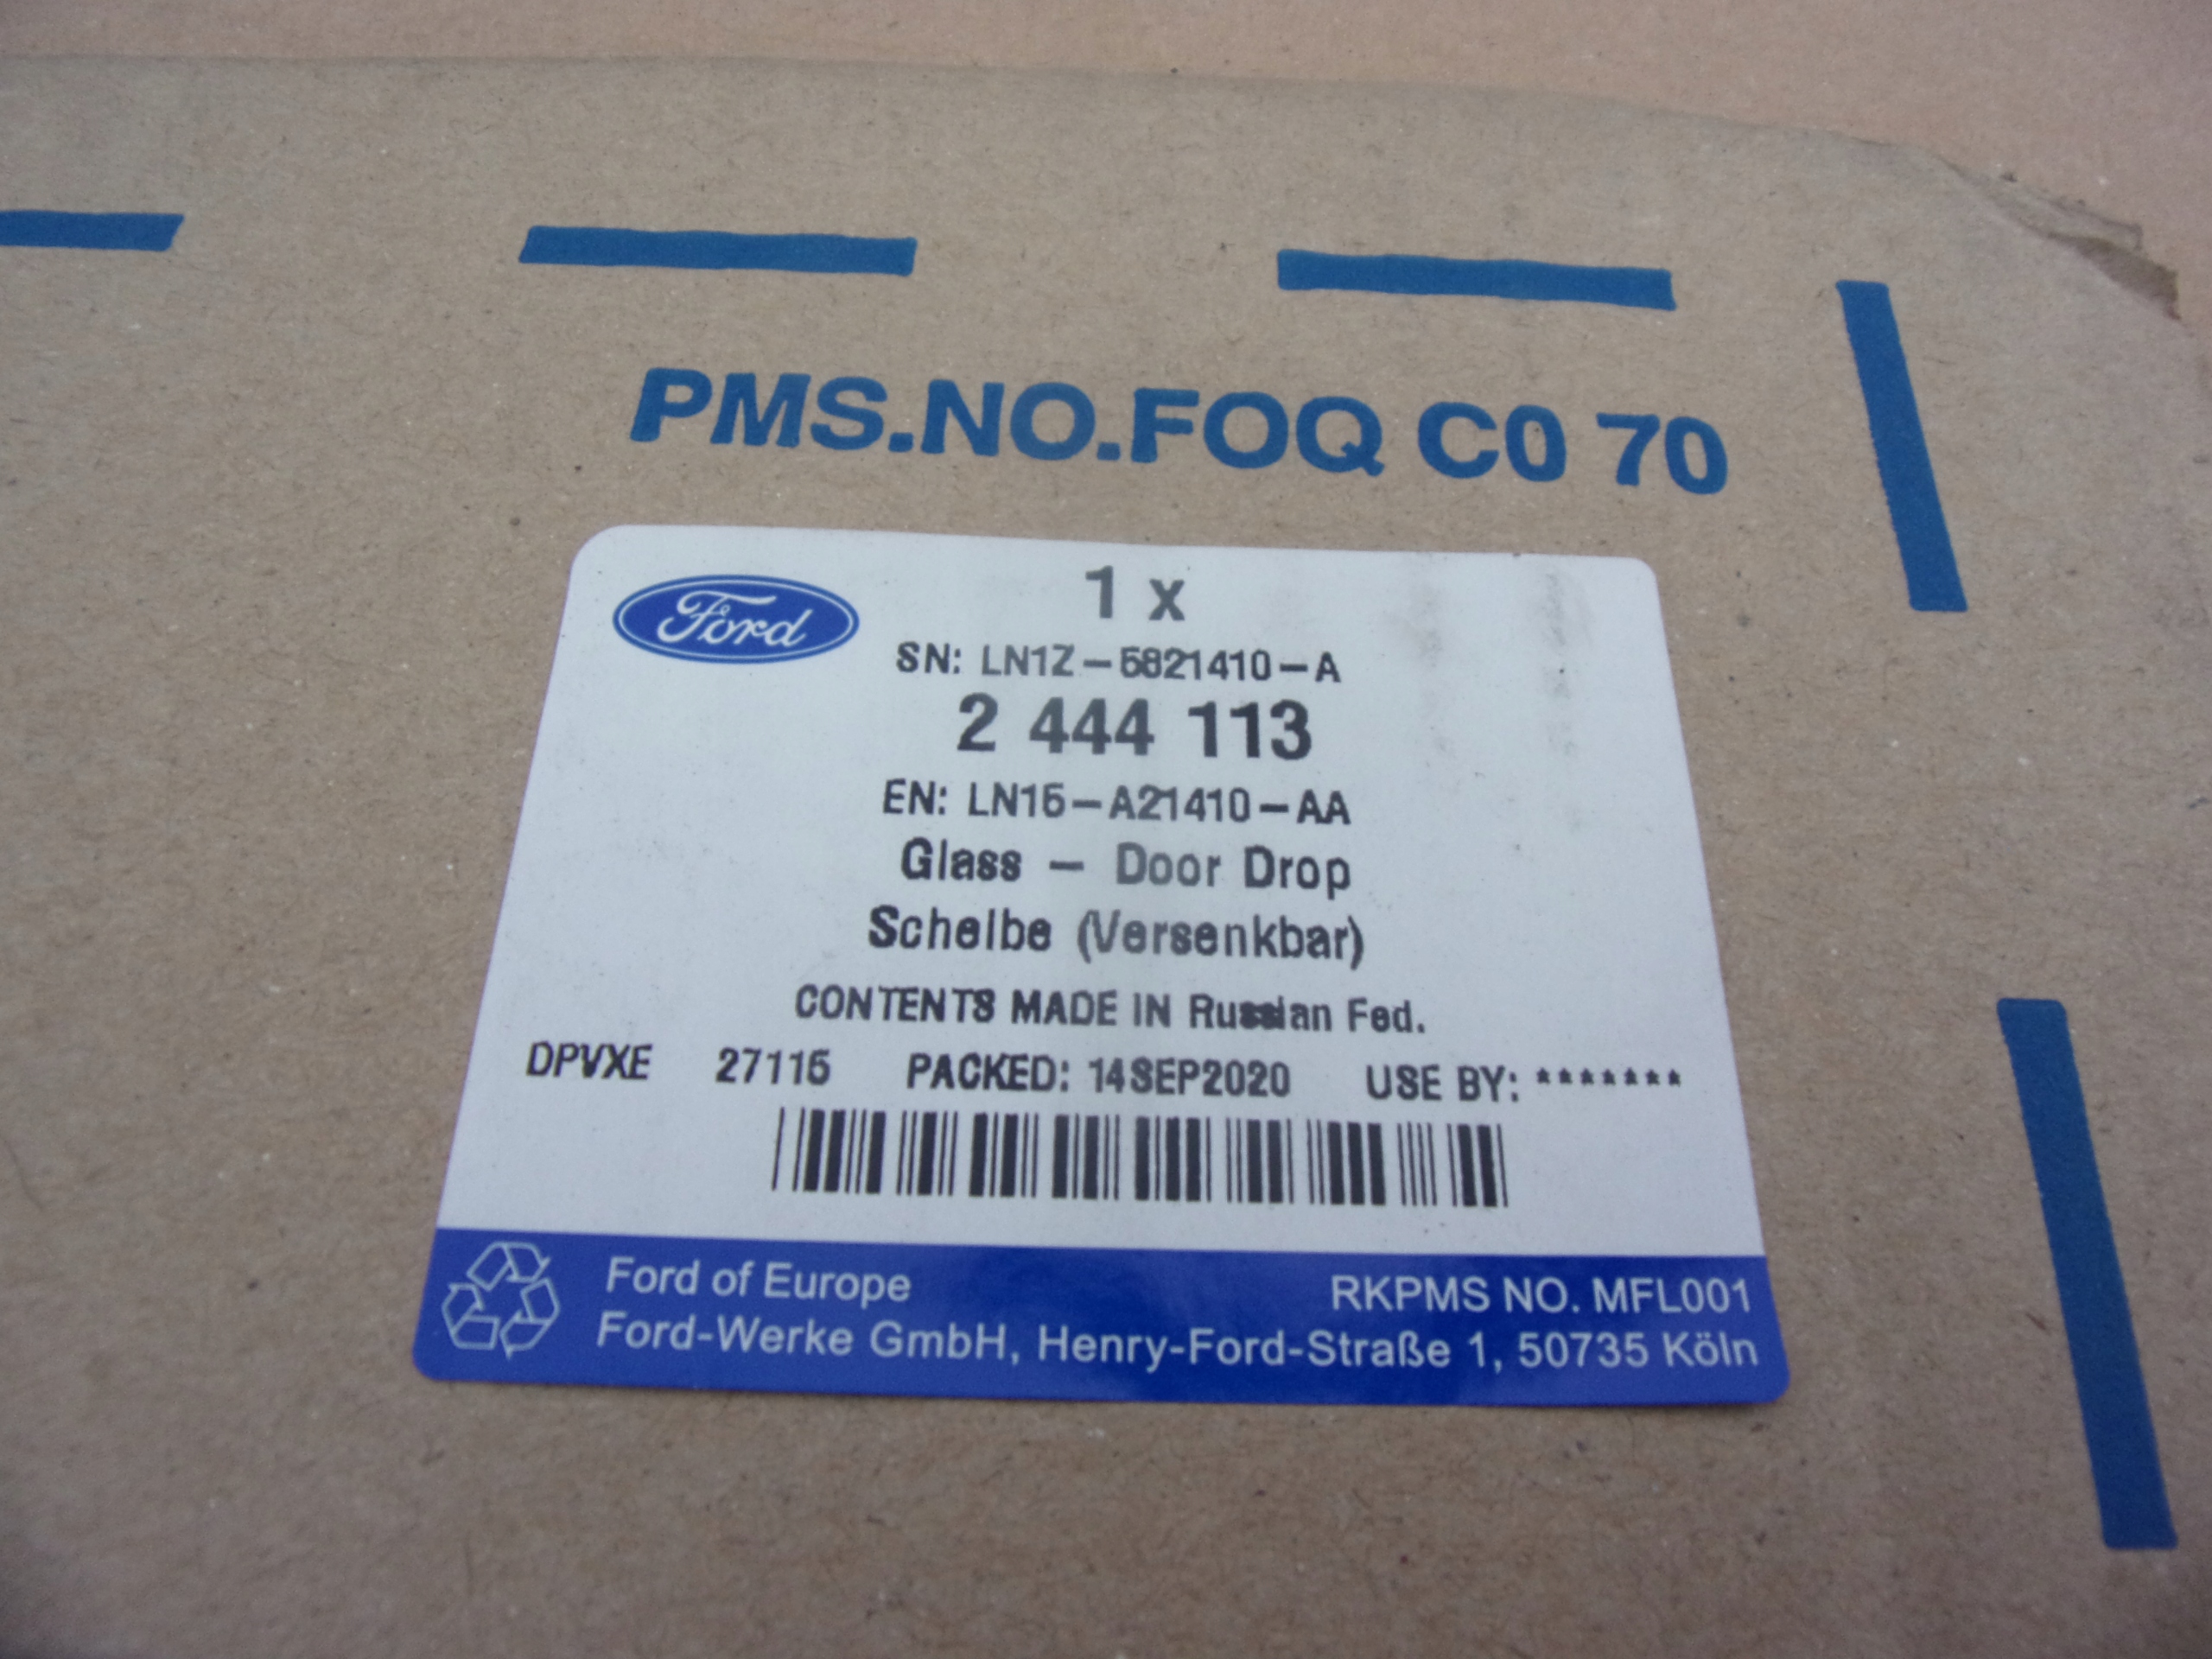 PMS.NO.FOQ C0 70
Ford
1 x
SN: LN1Z-5821410-A
2 444 113
EN: LN15-A21410-AA
Glass - Door Drop
Scheibe (Versenkbar)
CONTENTS MADE IN Russian Fed.
DPVXE 27115 PACKED: 14SEP2020 USE BY: *******
Ford of Europe RKPMS NO. MFL001
Ford-Werke GmbH, Henry-Ford-Straße 1, 50735 Köln